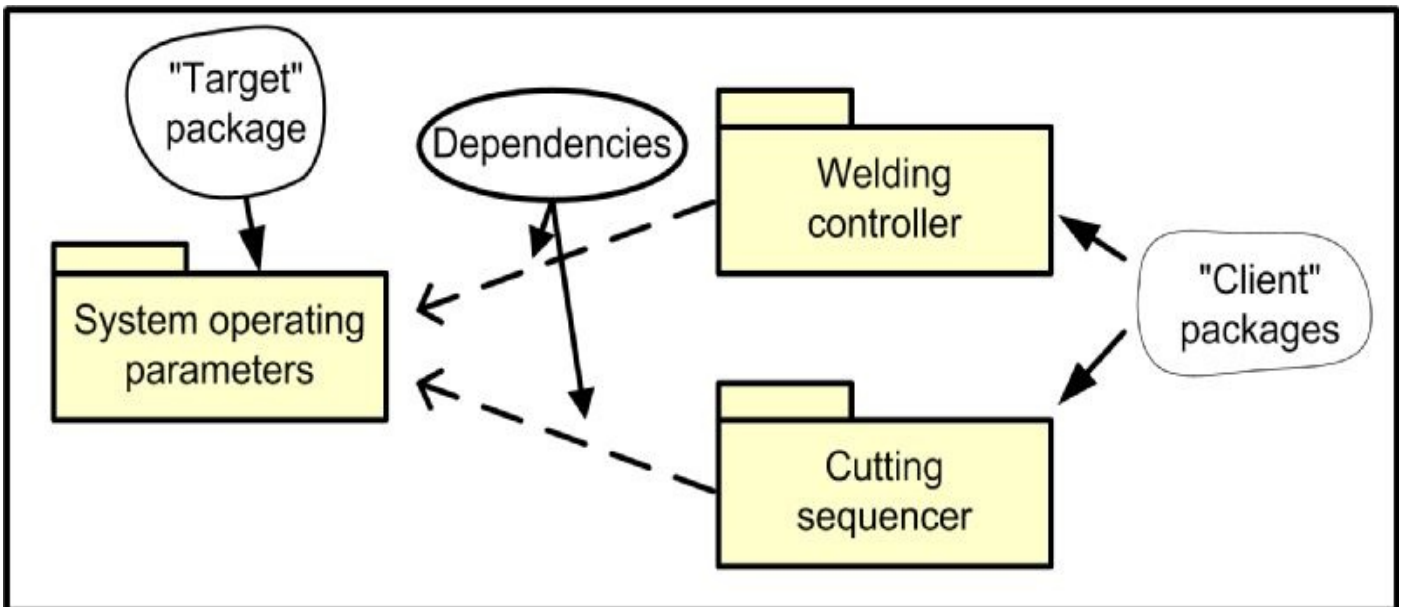 "Target"
package
Dependencies
Welding
controller
System operating
parameters
"Client"
packages
Cutting
sequencer